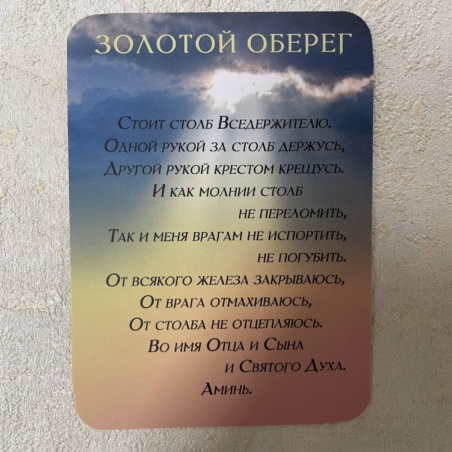 ЗОЛОТОЙ ОБЕРЕГ
Стоит столб Вседержителю.
Одной рукой за столб держусь,
Другой рукой крестом крещусь.
И как молнии столб
не переломить,
Так и меня врагам не испортить,
не погубить.
От всякого железа закрываюсь,
От врага отмахиваюсь,
От столба не отцепляюсь.
Во имя Отца и Сына
и Святого Духа.
Аминь.